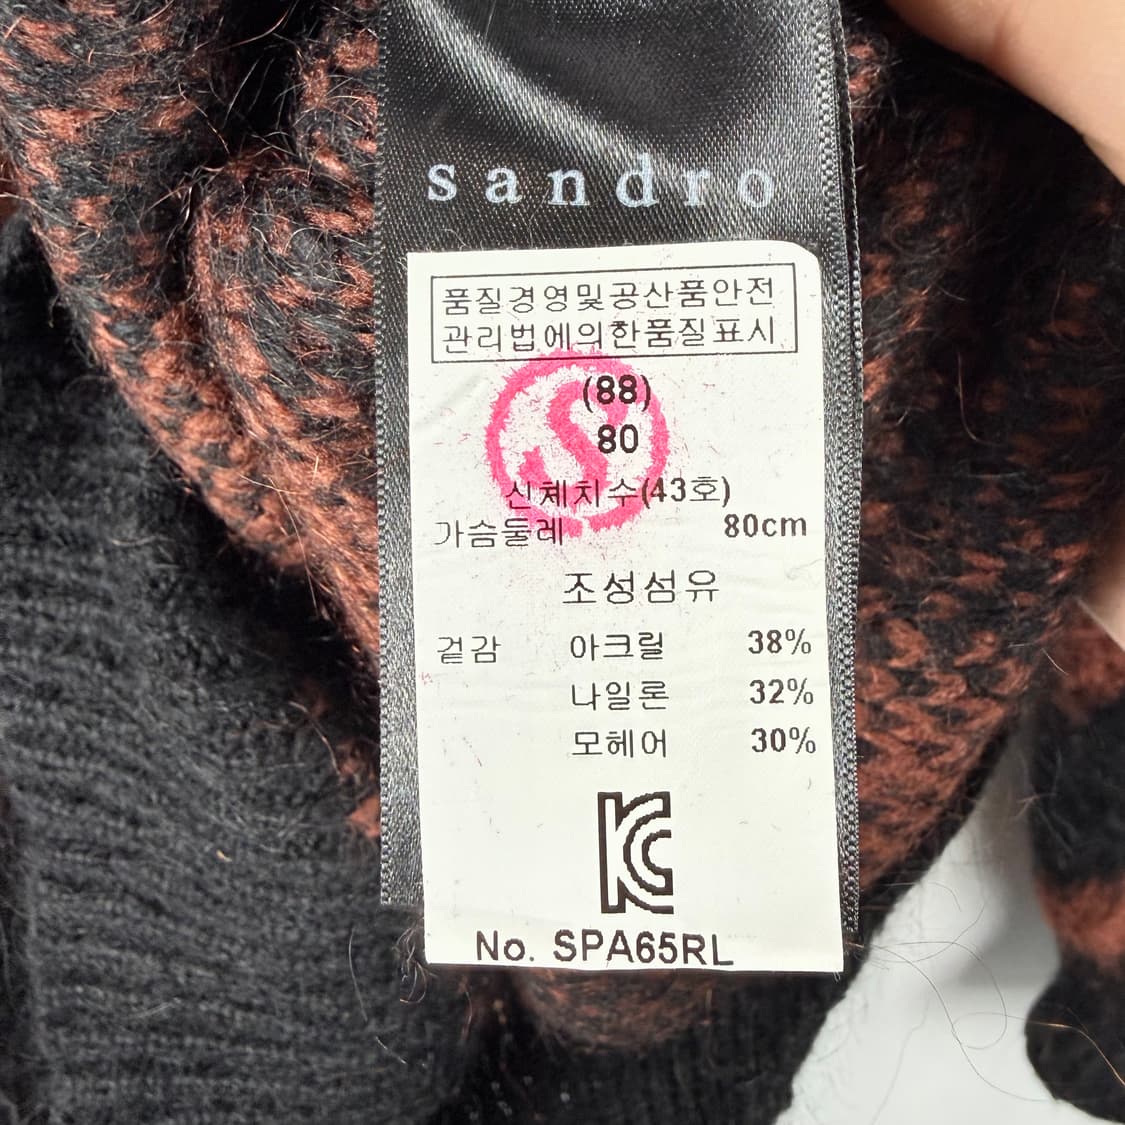 sandro
품질경영및공산품안전
관리법에의한품질표시
(88)
80
S
신체치수(43호)
가슴둘레 80cm
조성섬유
겉감 아크릴 38%
나일론 32%
모헤어 30%
KC
No. SPA65RL